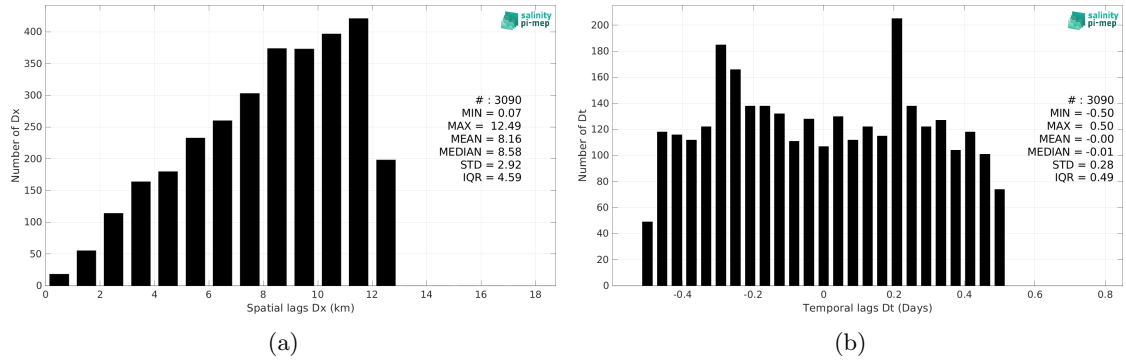 400
350
300
250
200
150
100
50
0
Number of Dx
0 2 4 6 8 10 12 14 16 18
Spatial lags Dx (km)
salinity
pi-mep
# : 3090
MIN = 0.07
MAX = 12.49
MEAN = 8.16
MEDIAN = 8.58
STD = 2.92
IQR = 4.59
(a)
200
180
160
140
120
100
80
60
40
20
0
Number of Dt
-0.4 -0.2 0 0.2 0.4 0.6 0.8
Temporal lags Dt (Days)
salinity
pi-mep
# : 3090
MIN = -0.50
MAX = 0.50
MEAN = -0.00
MEDIAN = -0.01
STD = 0.28
IQR = 0.49
(b)